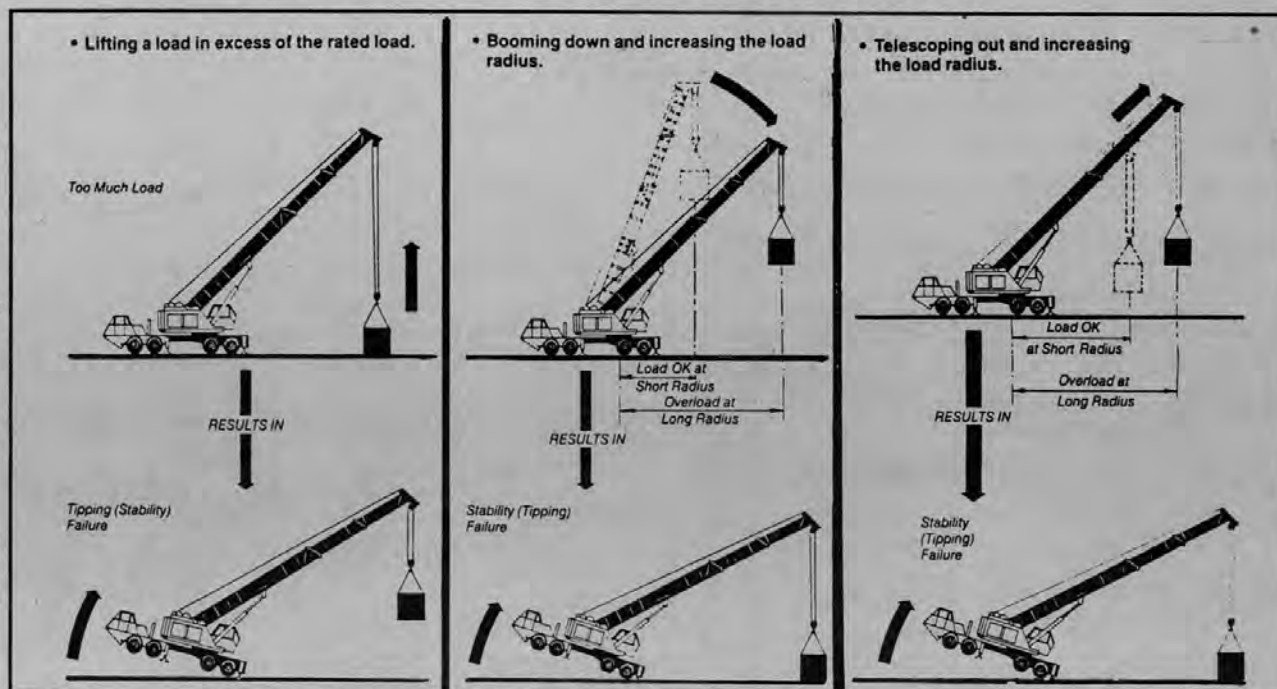 • Lifting a load in excess of the rated load.
Too Much Load
RESULTS IN
Tipping (Stability)
Failure
• Booming down and increasing the load
radius.
Load OK at
Short Radius
Overload at
Long Radius
RESULTS IN
Stability (Tipping)
Failure
• Telescoping out and increasing
the load radius.
Load OK
at Short Radius
Overload at
Long Radius
RESULTS IN
Stability
(Tipping)
Failure